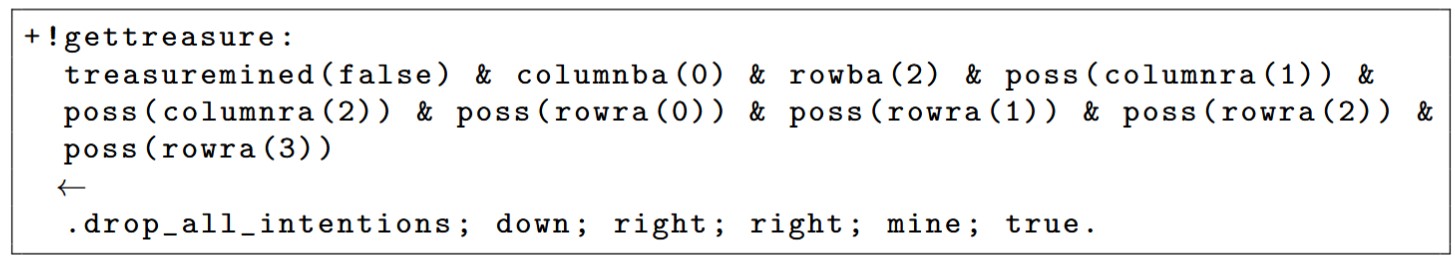 +!gettreasure:
treasuremined(false) & columnba(0) & rowba(2) & poss(columnra(1)) &
poss(columnra(2)) & poss(rowra(0)) & poss(rowra(1)) & poss(rowra(2)) &
poss(rowra(3))
←
.drop_all_intentions; down; right; right; mine; true.